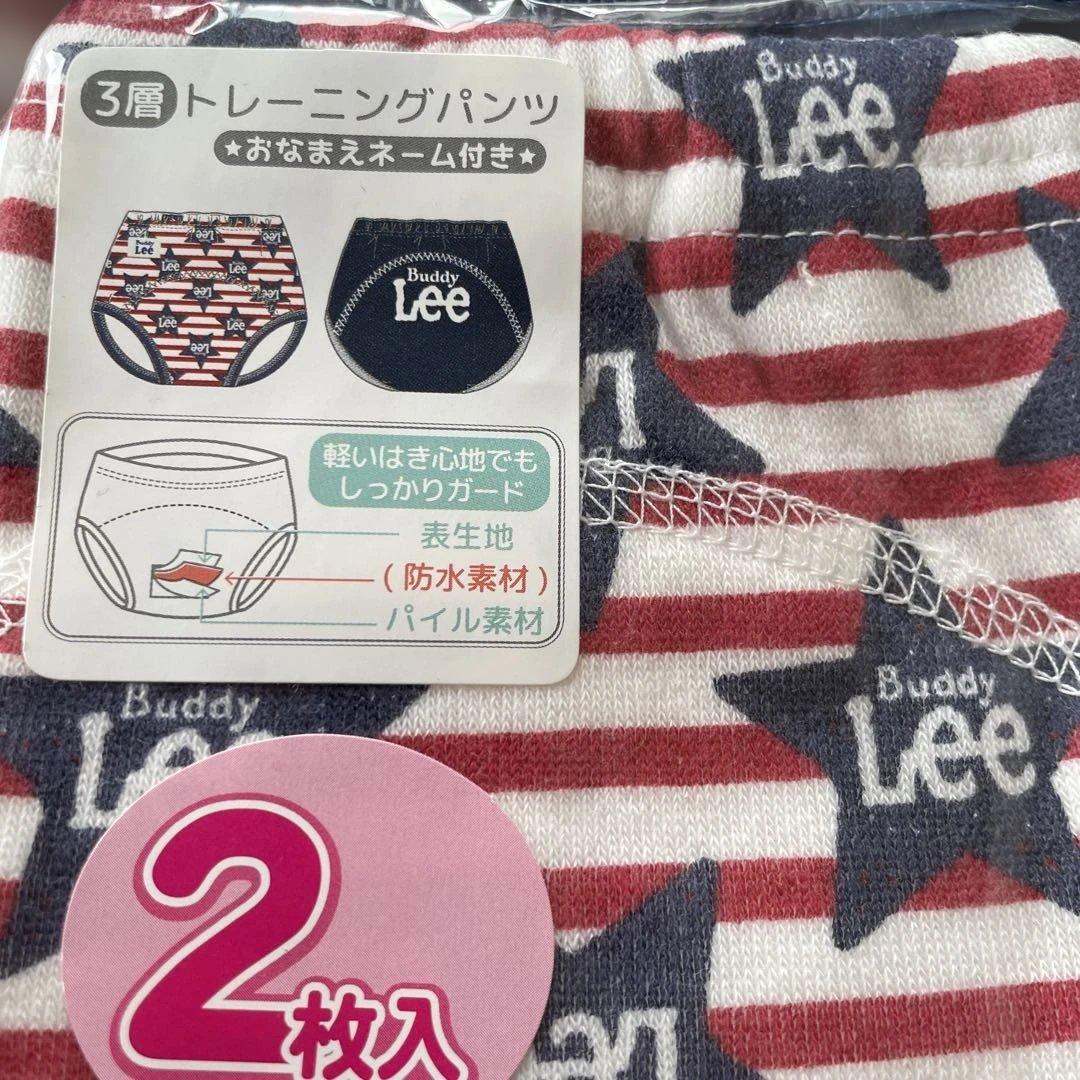 3層トレーニングパンツ
★おなまえネーム付き★
Buddy
Lee
Buddy
Lee
軽いはき心地でも
しっかりガード
表生地
(防水素材)
パイル素材
Buddy
Lee
Buddy
Lee
Buddy
Lee
2枚入